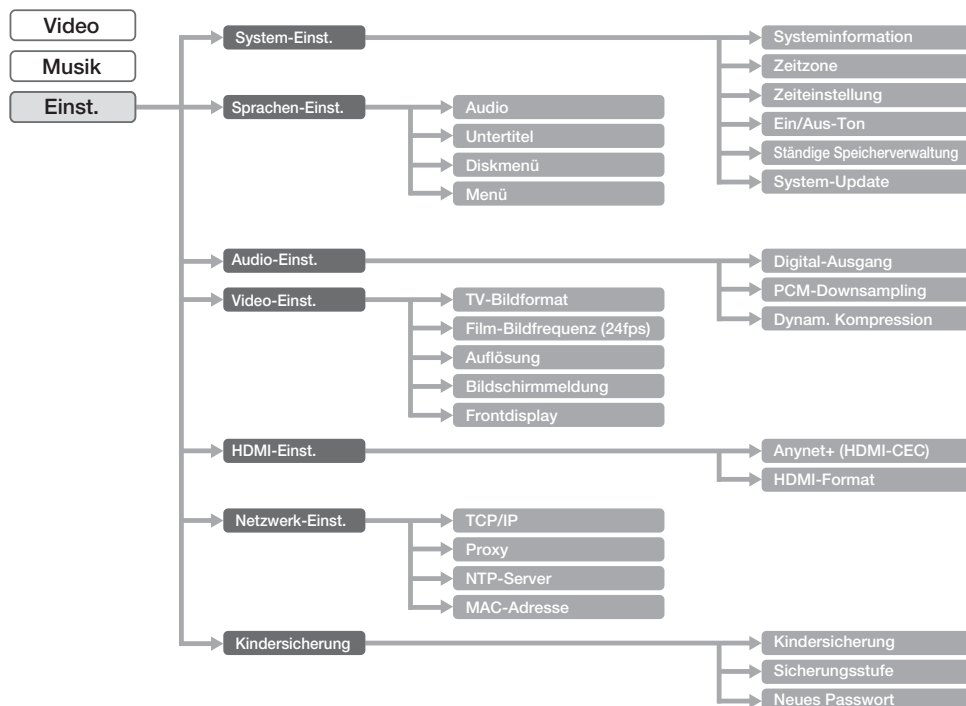 Video
Musik
Einst.
System-Einst.
Systeminformation
Zeitzone
Zeiteinstellung
Ein/Aus-Ton
Ständige Speicherverwaltung
System-Update
Sprachen-Einst.
Audio
Untertitel
Diskmenü
Menü
Audio-Einst.
Digital-Ausgang
PCM-Downsampling
Dynam. Kompression
Video-Einst.
TV-Bildformat
Film-Bildfrequenz (24fps)
Auflösung
Bildschirmmeldung
Frontdisplay
HDMI-Einst.
Anynet+ (HDMI-CEC)
HDMI-Format
Netzwerk-Einst.
TCP/IP
Proxy
NTP-Server
MAC-Adresse
Kindersicherung
Kindersicherung
Sicherungsstufe
Neues Passwort